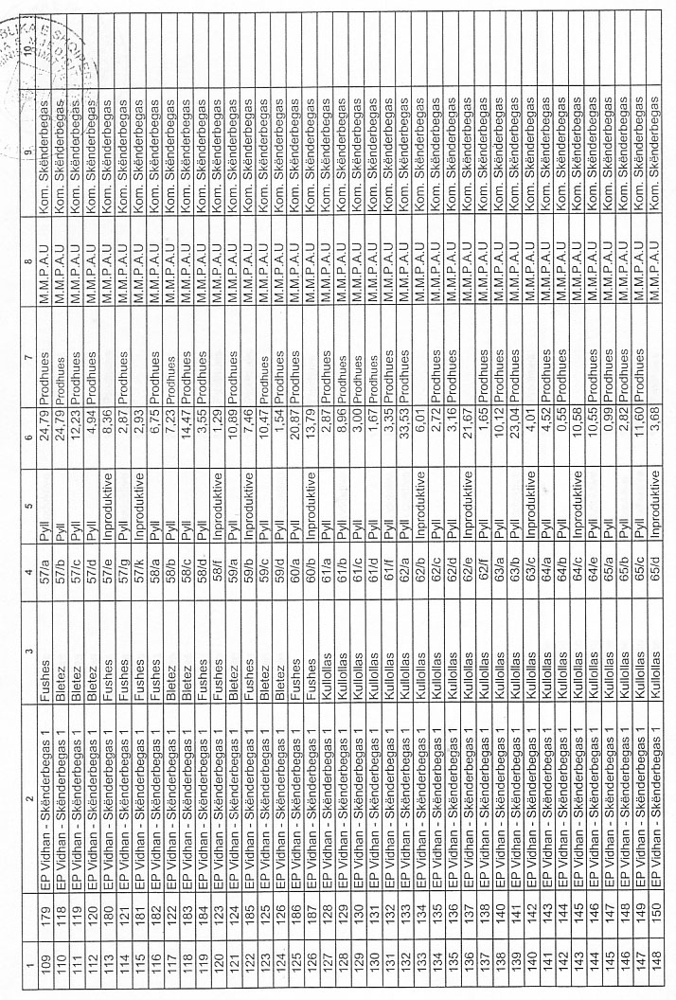 1 2 3 4 5 6 7 8 9 10
109 179 EP Vidhan - Skënderbegas 1 Fushes 57/a Pyll 24,79 Prodhues M.M.P.A.U Kom. Skënderbegas
110 118 EP Vidhan - Skënderbegas 1 Bletez 57/b Pyll 24,79 Prodhues M.M.P.A.U Kom. Skënderbegas
111 119 EP Vidhan - Skënderbegas 1 Bletez 57/c Pyll 12,23 Prodhues M.M.P.A.U Kom. Skënderbegas
112 120 EP Vidhan - Skënderbegas 1 Bletez 57/d Pyll 4,94 Prodhues M.M.P.A.U Kom. Skënderbegas
113 180 EP Vidhan - Skënderbegas 1 Fushes 57/e Inproduktive 8,36 M.M.P.A.U Kom. Skënderbegas
114 121 EP Vidhan - Skënderbegas 1 Fushes 57/g Pyll 2,87 Prodhues M.M.P.A.U Kom. Skënderbegas
115 181 EP Vidhan - Skënderbegas 1 Fushes 57/k Inproduktive 2,93 M.M.P.A.U Kom. Skënderbegas
116 182 EP Vidhan - Skënderbegas 1 Fushes 58/a Pyll 6,75 Prodhues M.M.P.A.U Kom. Skënderbegas
117 122 EP Vidhan - Skënderbegas 1 Bletez 58/b Pyll 7,23 Prodhues M.M.P.A.U Kom. Skënderbegas
118 183 EP Vidhan - Skënderbegas 1 Bletez 58/c Pyll 14,47 Prodhues M.M.P.A.U Kom. Skënderbegas
119 184 EP Vidhan - Skënderbegas 1 Fushes 58/d Pyll 3,55 Prodhues M.M.P.A.U Kom. Skënderbegas
120 123 EP Vidhan - Skënderbegas 1 Fushes 58/f Inproduktive 1,29 M.M.P.A.U Kom. Skënderbegas
121 124 EP Vidhan - Skënderbegas 1 Bletez 59/a Pyll 10,89 Prodhues M.M.P.A.U Kom. Skënderbegas
122 185 EP Vidhan - Skënderbegas 1 Fushes 59/b Inproduktive 7,46 M.M.P.A.U Kom. Skënderbegas
123 125 EP Vidhan - Skënderbegas 1 Bletez 59/c Pyll 10,47 Prodhues M.M.P.A.U Kom. Skënderbegas
124. 126 EP Vidhan - Skënderbegas 1 Bletez 59/d Pyll 1,54 Prodhues M.M.P.A.U Kom. Skënderbegas
125 186 EP Vidhan - Skënderbegas 1 Fushes 60/a Pyll 20,87 Prodhues M.M.P.A.U Kom. Skënderbegas
126 187 EP Vidhan - Skënderbegas 1 Fushes 60/b Inproduktive 13,79 M.M.P.A.U Kom. Skënderbegas
127 128 EP Vidhan - Skënderbegas 1 Kullollas 61/a Pyll 2,87 Prodhues M.M.P.A.U Kom. Skënderbegas
128 129 EP Vidhan - Skënderbegas 1 Kullollas 61/b Pyll 8,96 Prodhues M.M.P.A.U Kom. Skënderbegas
129 130 EP Vidhan - Skënderbegas 1 Kullollas 61/c Pyll 3,00 Prodhues M.M.P.A.U Kom. Skënderbegas
130 131 EP Vidhan - Skënderbegas 1 Kullollas 61/d Pyll 1,67 Prodhues M.M.P.A.U Kom. Skënderbegas
131 132 EP Vidhan - Skënderbegas 1 Kullollas 61/f Pyll 3,35 Prodhues M.M.P.A.U Kom. Skënderbegas
132 133 EP Vidhan - Skënderbegas 1 Kullollas 62/a Pyll 33,53 Prodhues M.M.P.A.U Kom. Skënderbegas
133 134 EP Vidhan - Skënderbegas 1 Kullollas 62/b Inproduktive 6,01 M.M.P.A.U Kom. Skënderbegas
134 135 EP Vidhan - Skënderbegas 1 Kullollas 62/c Pyll 2,72 Prodhues M.M.P.A.U Kom. Skënderbegas
135 136 EP Vidhan - Skënderbegas 1 Kullollas 62/d Pyll 3,16 Prodhues M.M.P.A.U Kom. Skënderbegas
136 137 EP Vidhan - Skënderbegas 1 Kullollas 62/e Inproduktive 21,67 M.M.P.A.U Kom. Skënderbegas
137 138 EP Vidhan - Skënderbegas 1 Kullollas 62/f Pyll 1,65 Prodhues M.M.P.A.U Kom. Skënderbegas
138 140 EP Vidhan - Skënderbegas 1 Kullollas 63/a Pyll 10,12 Prodhues M.M.P.A.U Kom. Skënderbegas
139 141 EP Vidhan - Skënderbegas 1 Kullollas 63/b Pyll 23,04 Prodhues M.M.P.A.U Kom. Skënderbegas
140 142 EP Vidhan - Skënderbegas 1 Kullollas 63/c Inproduktive 4,01 M.M.P.A.U Kom. Skënderbegas
141 143 EP Vidhan - Skënderbegas 1 Kullollas 64/a Pyll 4,52 Prodhues M.M.P.A.U Kom. Skënderbegas
142 144 EP Vidhan - Skënderbegas 1 Kullollas 64/b Pyll 0,55 Prodhues M.M.P.A.U Kom. Skënderbegas
143 145 EP Vidhan - Skënderbegas 1 Kullollas 64/c Inproduktive 10,58 M.M.P.A.U Kom. Skënderbegas
144 146 EP Vidhan - Skënderbegas 1 Kullollas 64/e Pyll 10,55 Prodhues M.M.P.A.U Kom. Skënderbegas
145 147 EP Vidhan - Skënderbegas 1 Kullollas 65/a Pyll 0,99 Prodhues M.M.P.A.U Kom. Skënderbegas
146 148 EP Vidhan - Skënderbegas 1 Kullollas 65/b Pyll 2,82 Prodhues M.M.P.A.U Kom. Skënderbegas
147 149 EP Vidhan - Skënderbegas 1 Kullollas 65/c Pyll 11,60 Prodhues M.M.P.A.U Kom. Skënderbegas
148 150 EP Vidhan - Skënderbegas 1 Kullollas 65/d Inproduktive 3,68 M.M.P.A.U Kom. Skënderbegas